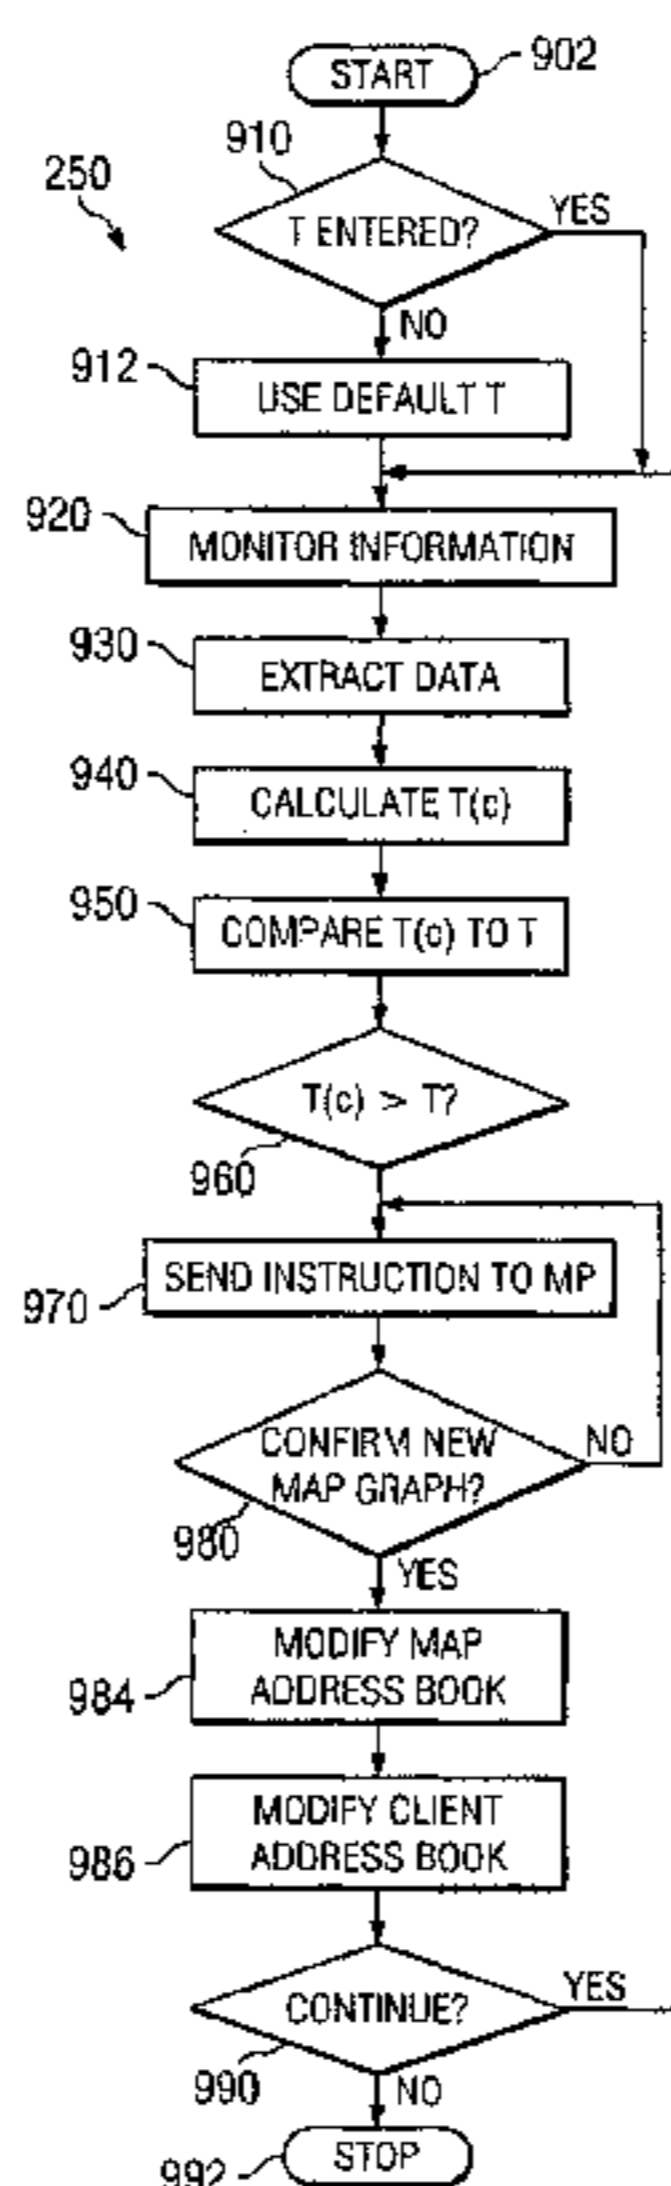 START
902
910
250
T ENTERED?
YES
NO
912
USE DEFAULT T
920
MONITOR INFORMATION
930
EXTRACT DATA
940
CALCULATE T(c)
950
COMPARE T(c) TO T
T(c) > T?
960
SEND INSTRUCTION TO MP
970
CONFIRM NEW
MAP GRAPH?
NO
980
YES
MODIFY MAP
ADDRESS BOOK
984
MODIFY CLIENT
ADDRESS BOOK
986
CONTINUE?
YES
990
NO
STOP
992